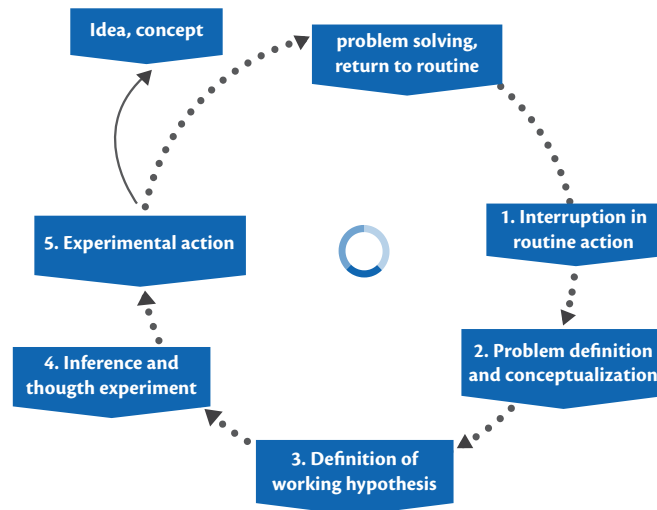 Idea, concept
problem solving,
return to routine
1. Interruption in
routine action
2. Problem definition
and conceptualization
3. Definition of
working hypothesis
4. Inference and
thougth experiment
5. Experimental action